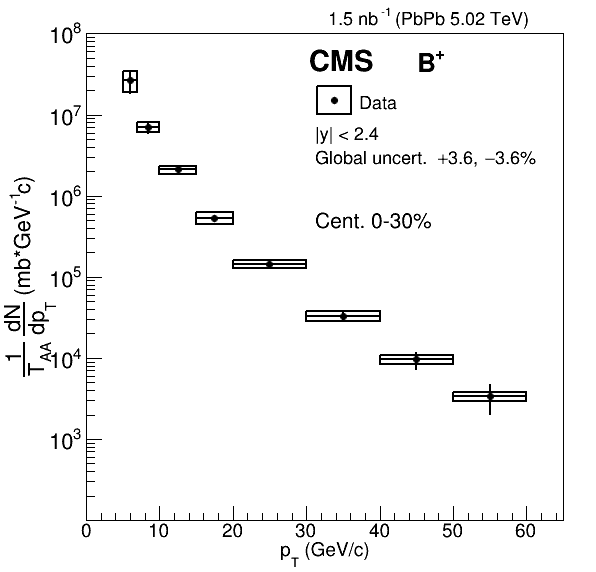 1.5 nb⁻¹ (PbPb 5.02 TeV)
CMS B⁺
Data
|y| < 2.4
Global uncert. +3.6, −3.6%
Cent. 0-30%
10⁸
10⁷
10⁶
10⁵
10⁴
10³
1/T_AA dN/dp_T (mb*GeV⁻¹c)
0 10 20 30 40 50 60
p_T (GeV/c)